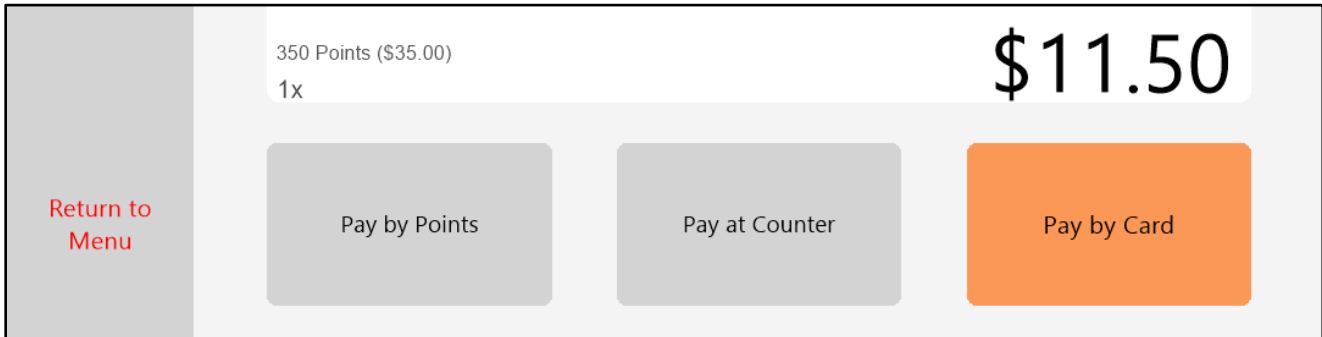 350 Points ($35.00)
1x
$11.50
Return to
Menu
Pay by Points
Pay at Counter
Pay by Card